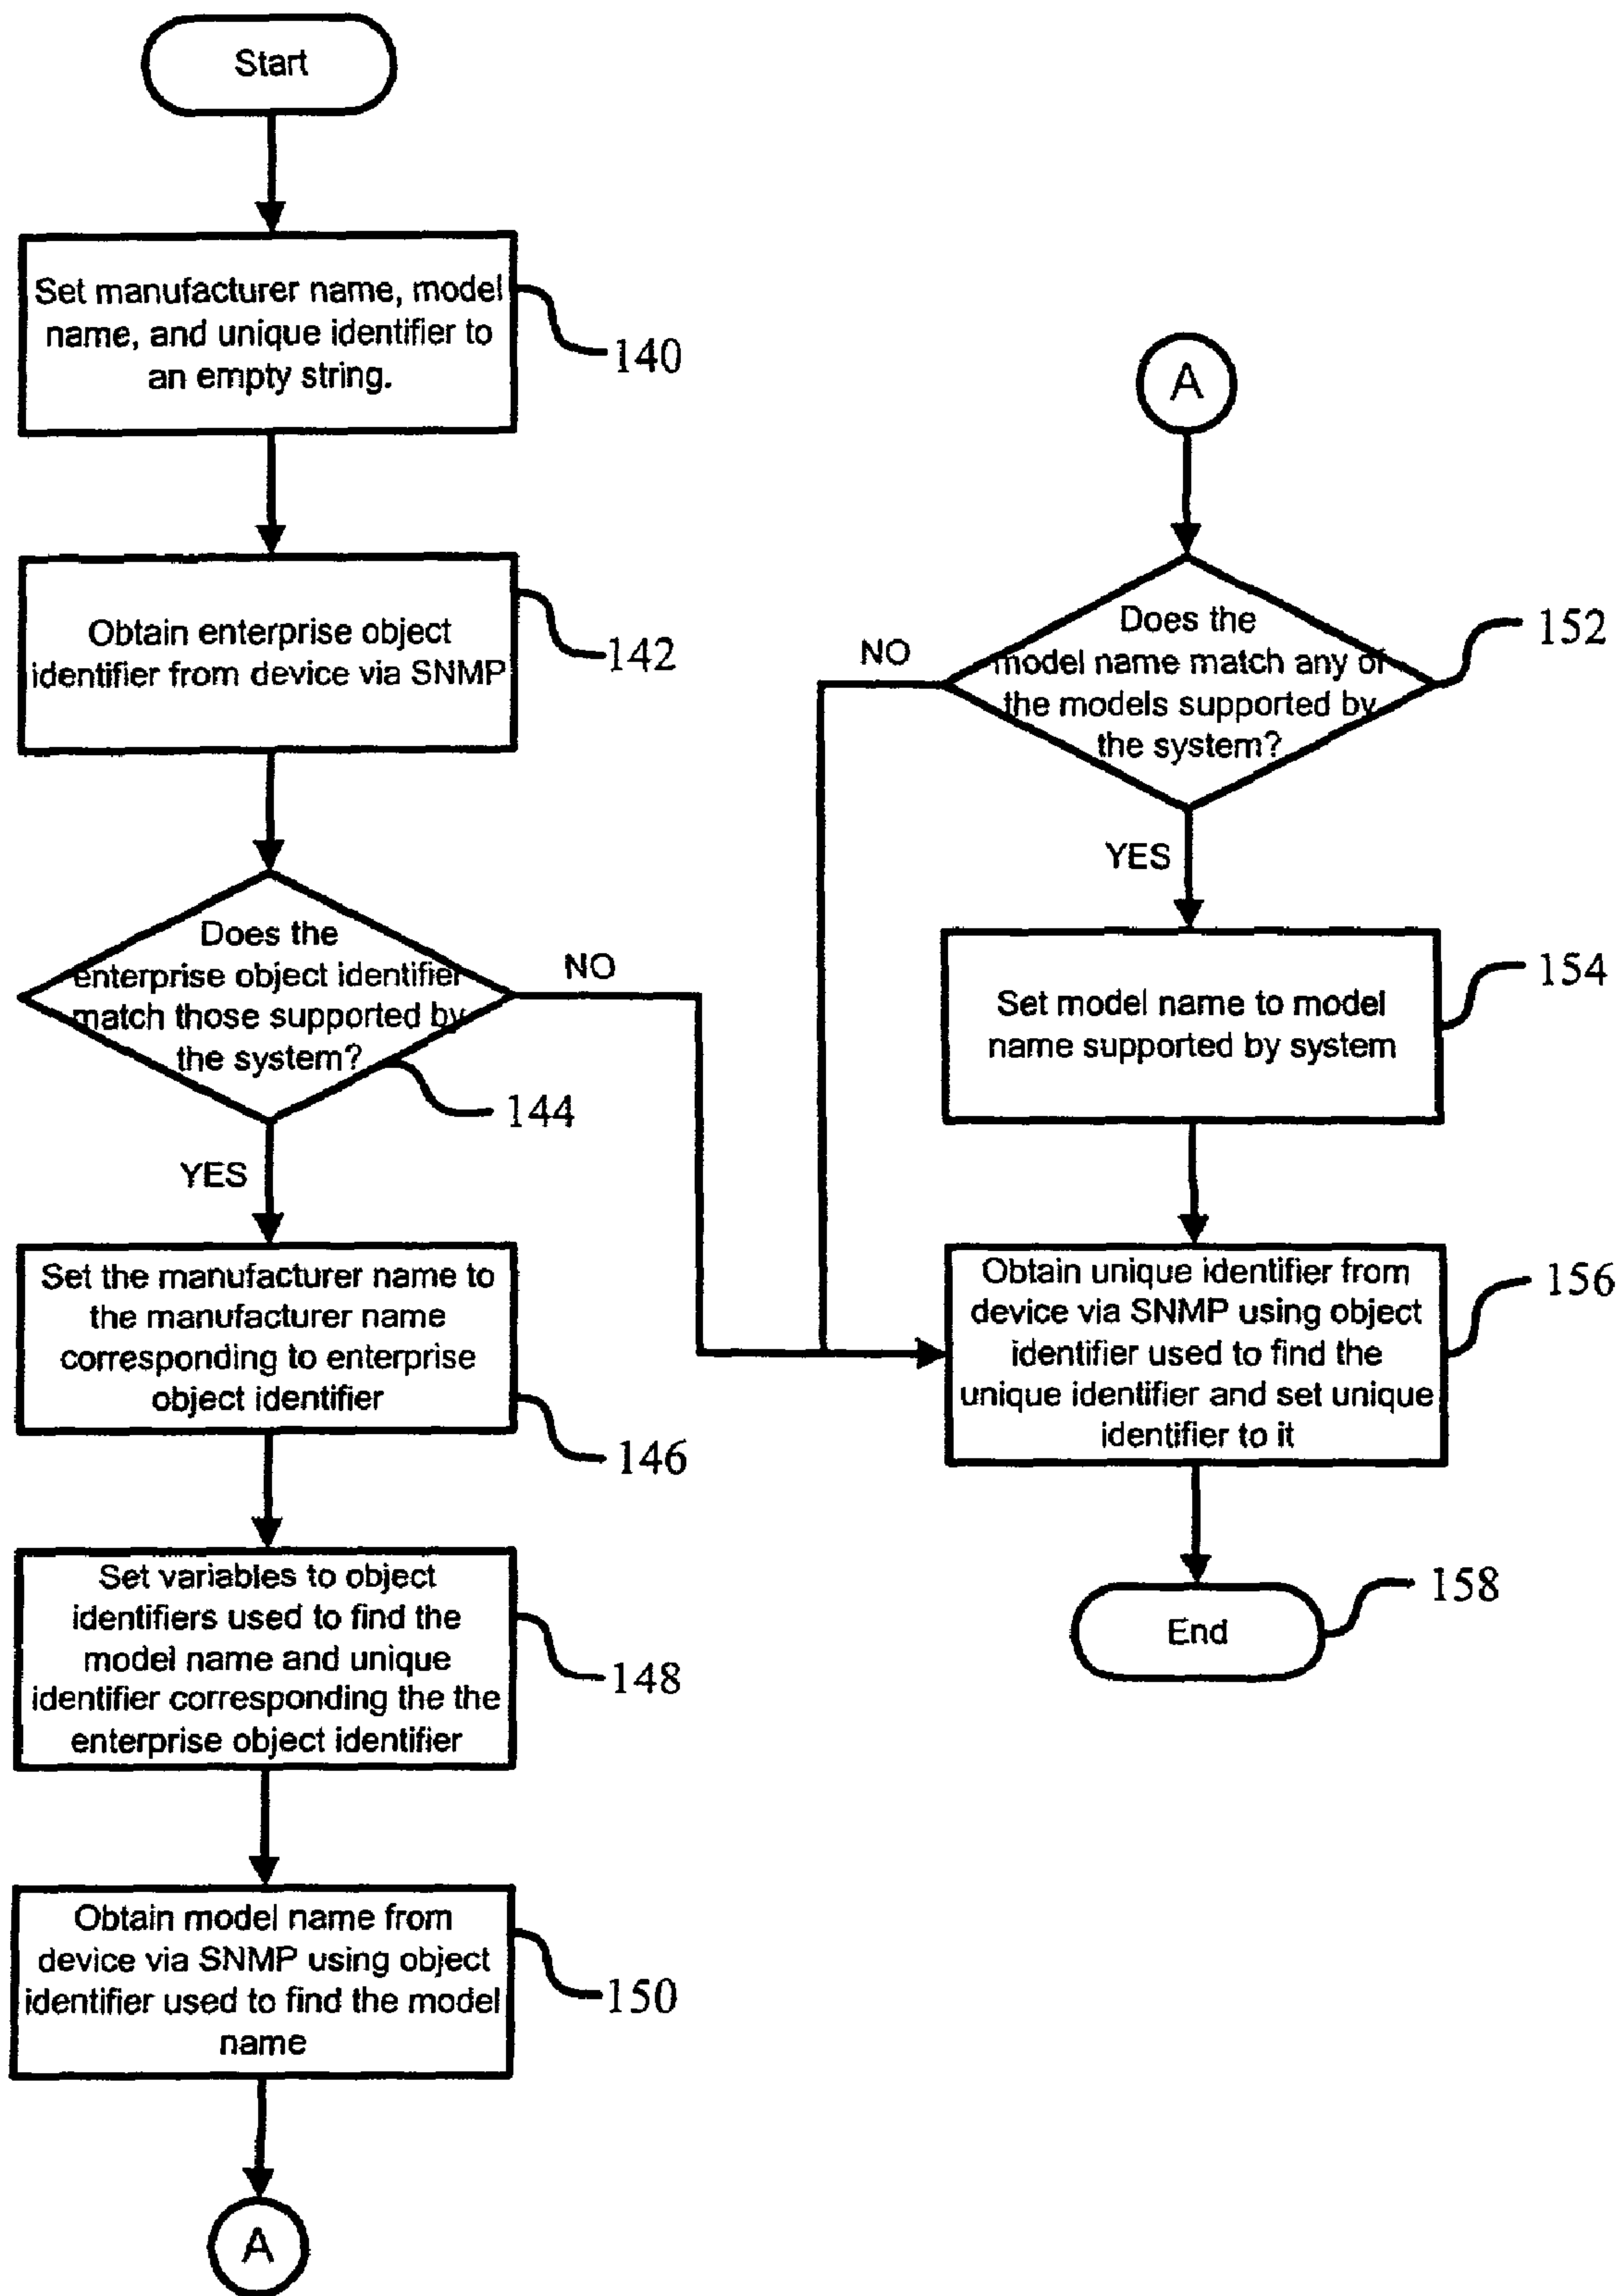 Start
Set manufacturer name, model
name, and unique identifier to
an empty string.
140
Obtain enterprise object
identifier from device via SNMP
142
Does the
enterprise object identifier
match those supported by
the system?
NO
144
YES
Set the manufacturer name to
the manufacturer name
corresponding to enterprise
object identifier
146
Set variables to object
identifiers used to find the
model name and unique
identifier corresponding the the
enterprise object identifier
148
Obtain model name from
device via SNMP using object
identifier used to find the model
name
150
A
A
Does the
model name match any of
the models supported by
the system?
152
NO
YES
Set model name to model
name supported by system
154
Obtain unique identifier from
device via SNMP using object
identifier used to find the
unique identifier and set unique
identifier to it
156
End
158